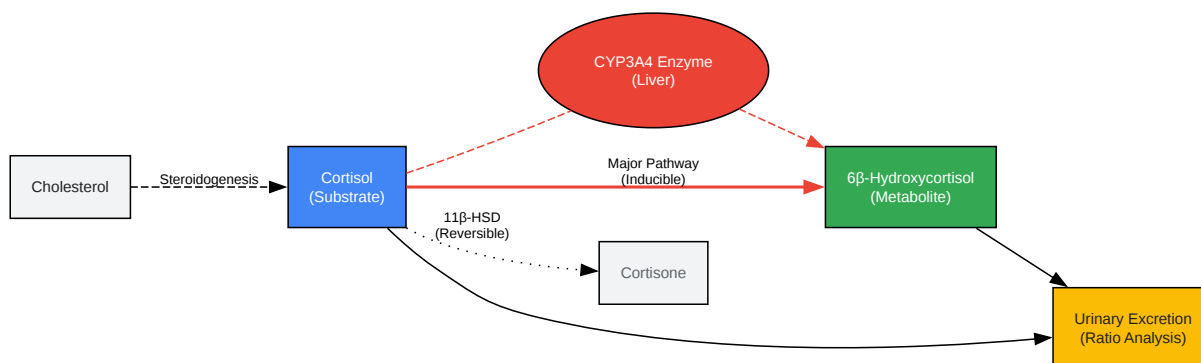 CYP3A4 Enzyme
(Liver)
Cholesterol
Steroidogenesis
Cortisol
(Substrate)
Major Pathway
(Inducible)
6β-Hydroxycortisol
(Metabolite)
11β-HSD
(Reversible)
Cortisone
Urinary Excretion
(Ratio Analysis)